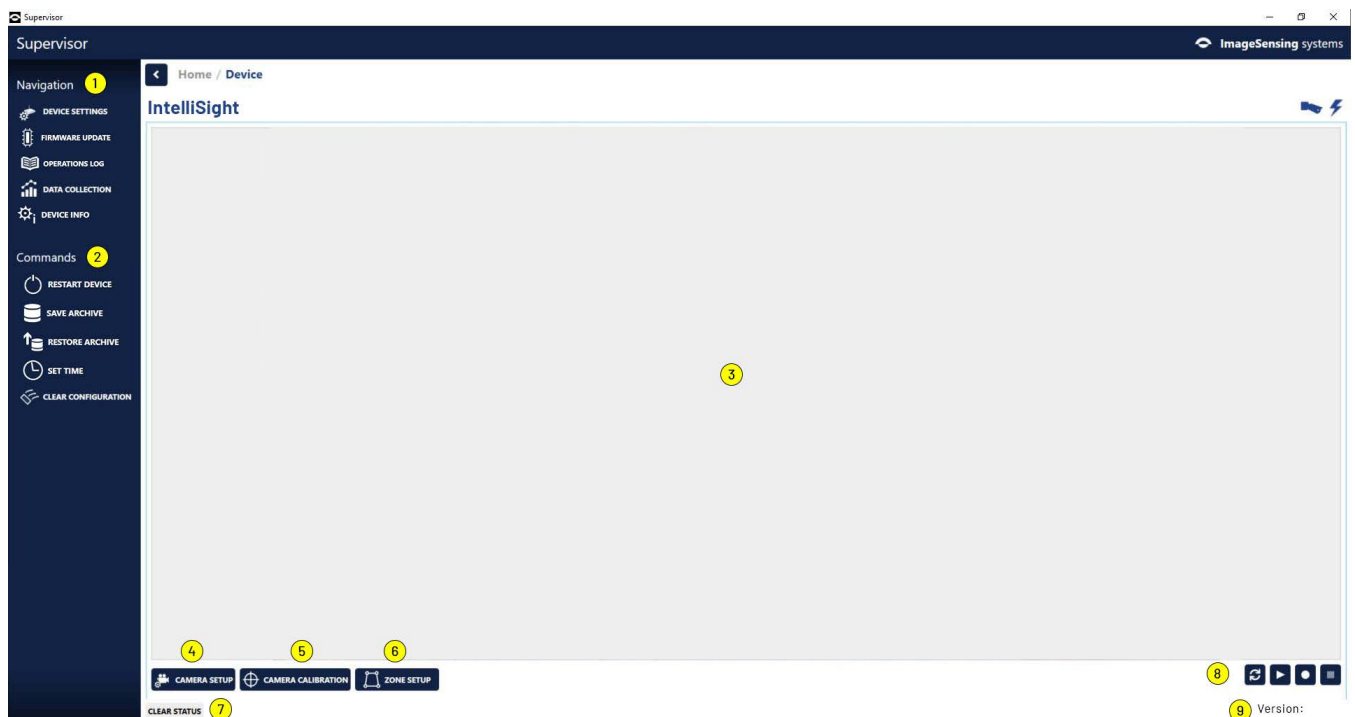 Supervisor
Supervisor
ImageSensing systems
Navigation 1
DEVICE SETTINGS
FIRMWARE UPDATE
OPERATIONS LOG
DATA COLLECTION
DEVICE INFO
Commands 2
RESTART DEVICE
SAVE ARCHIVE
RESTORE ARCHIVE
SET TIME
CLEAR CONFIGURATION
Home / Device
IntelliSight
3
4 5 6
CAMERA SETUP CAMERA CALIBRATION ZONE SETUP
8
CLEAR STATUS 7
9 Version: